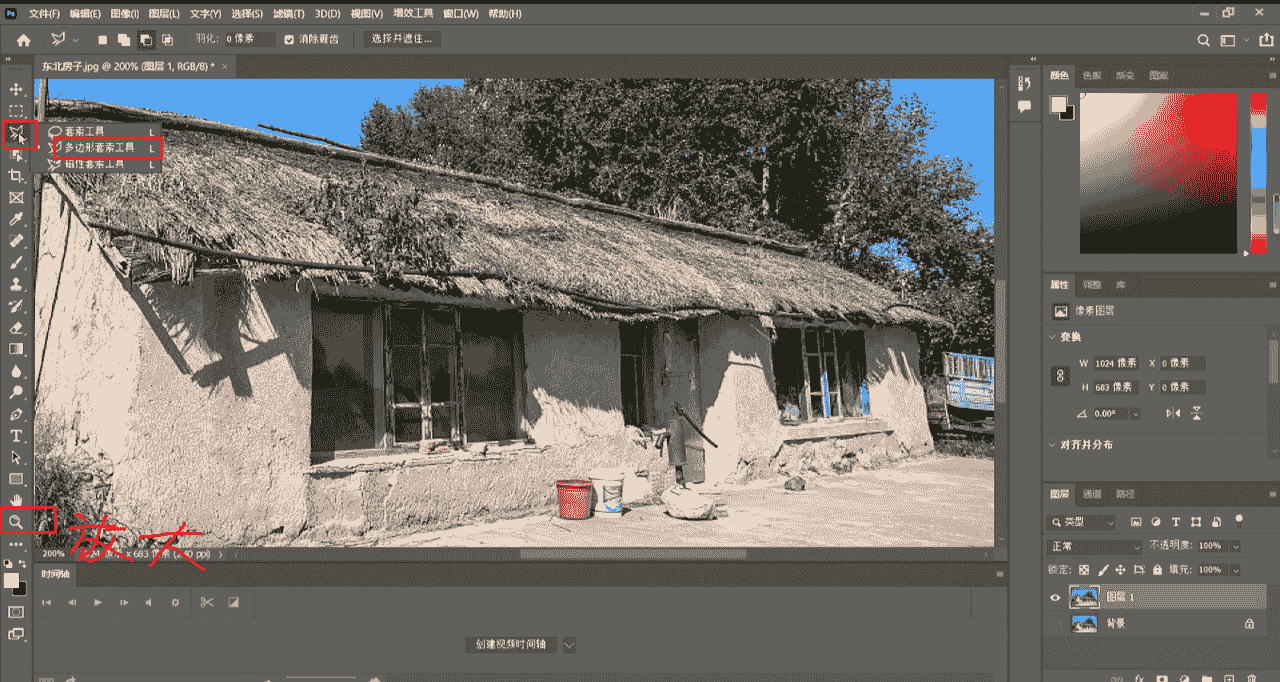 Ps 文件(F) 编辑(E) 图像(I) 图层(L) 文字(Y) 选择(S) 滤镜(T) 3D(D) 视图(V) 增效工具 窗口(W) 帮助(H)
羽化: 0 像素 消除锯齿 选择并遮住...
东北房子.jpg @ 200% (图层 1, RGB/8) * ×
颜色 色板 渐变 图案
套索工具 L
多边形套索工具 L
磁性套索工具 L
属性 调整 库
像素图层
变换
W 1024 像素 X 0 像素
H 683 像素 Y 0 像素
0.00°
对齐并分布
图层 通道 路径
类型
正常 不透明度: 100%
锁定: 填充: 100%
图层 1
背景
放大
200%
时间轴
创建视频时间轴